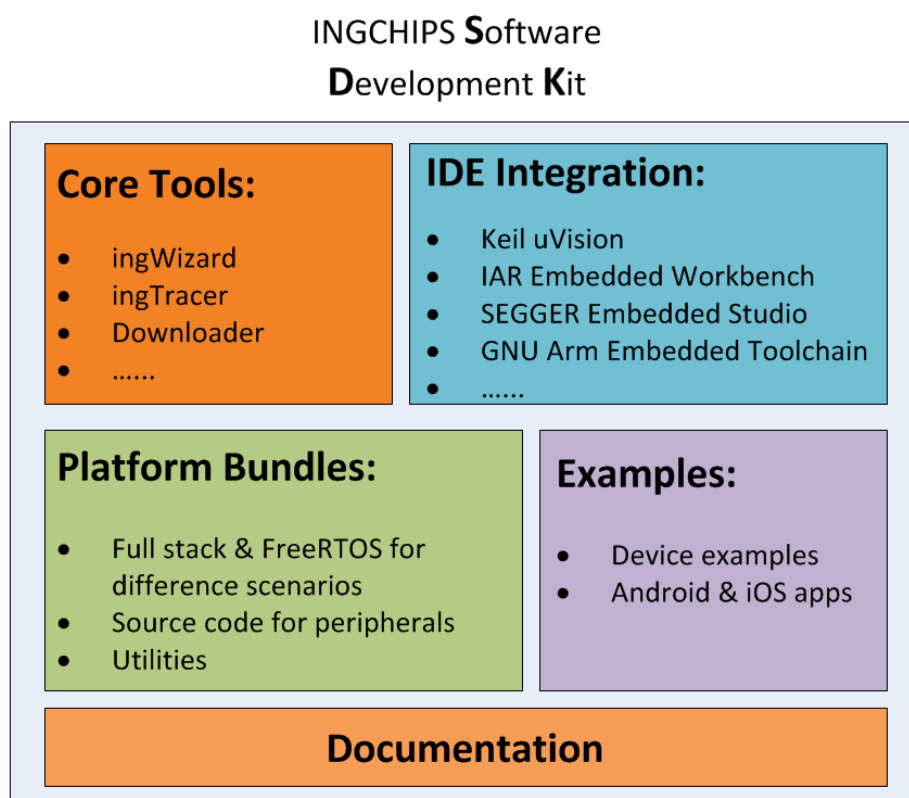 INGCHIPS Software
Development Kit
Core Tools:
• ingWizard
• ingTracer
• Downloader
• ......
IDE Integration:
• Keil uVision
• IAR Embedded Workbench
• SEGGER Embedded Studio
• GNU Arm Embedded Toolchain
• ......
Platform Bundles:
• Full stack & FreeRTOS for
difference scenarios
• Source code for peripherals
• Utilities
Examples:
• Device examples
• Android & iOS apps
Documentation